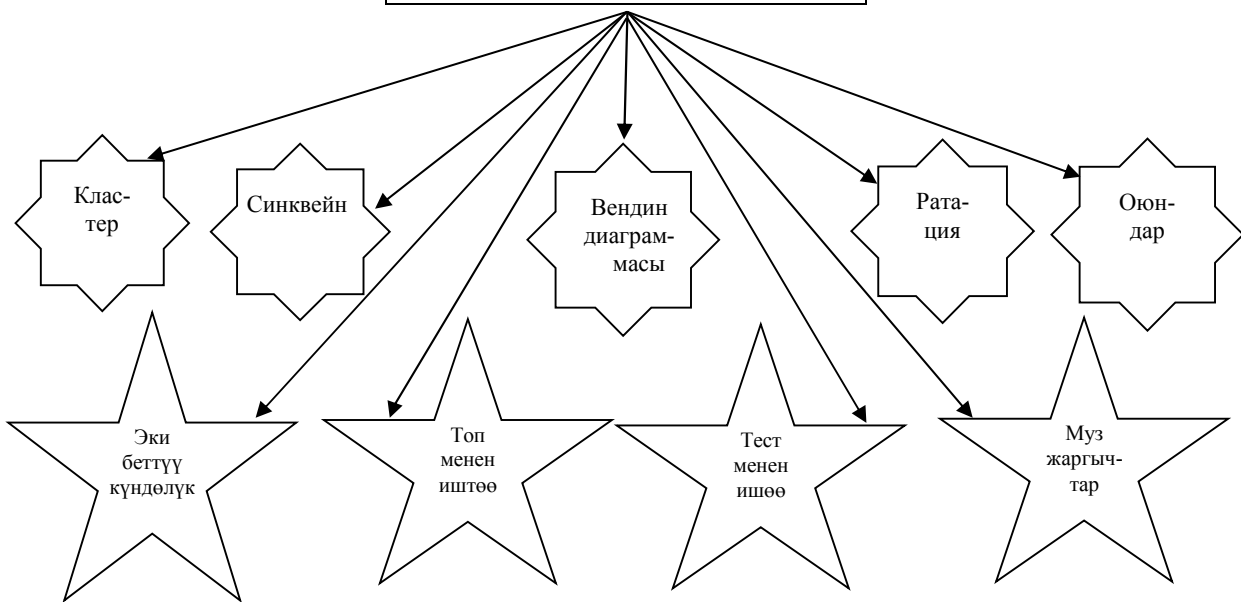 Клас-
тер
Синквейн
Вендин
диаграм-
масы
Рата-
ция
Оюн-
дар
Эки
беттүү
күндөлүк
Топ
менен
иштөө
Тест
менен
ишөө
Муз
жаргыч-
тар